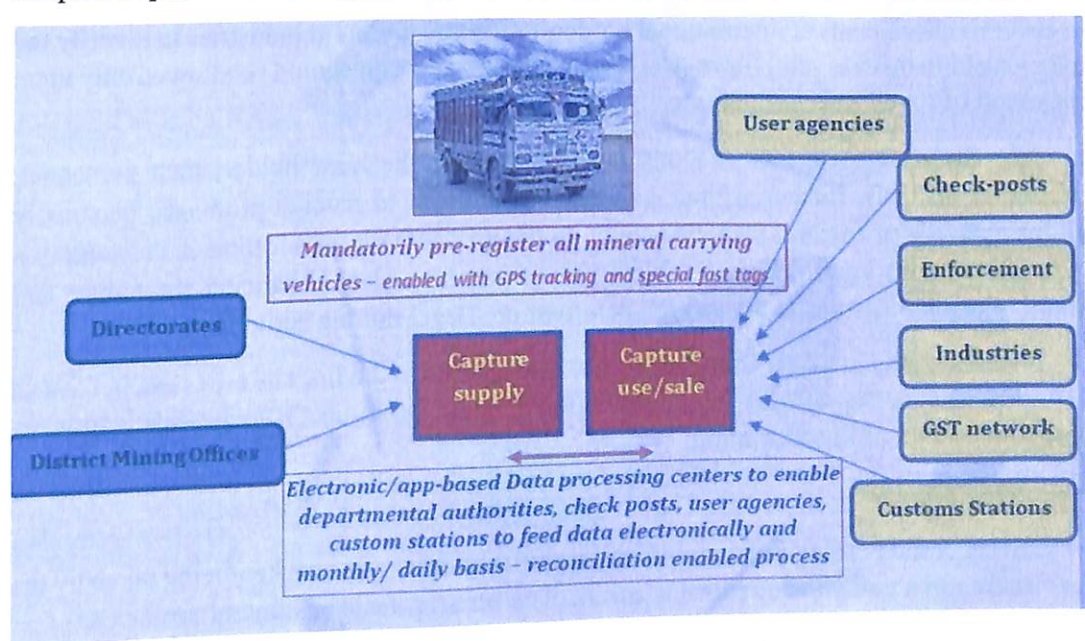 User agencies
Check-posts
Mandatorily pre-register all mineral carrying
vehicles – enabled with GPS tracking and special fast tags
Enforcement
Directorates
Capture
supply
Capture
use/sale
Industries
GST network
District Mining Offices
Electronic/app-based Data processing centers to enable
departmental authorities, check posts, user agencies,
custom stations to feed data electronically and
monthly/ daily basis – reconciliation enabled process
Customs Stations